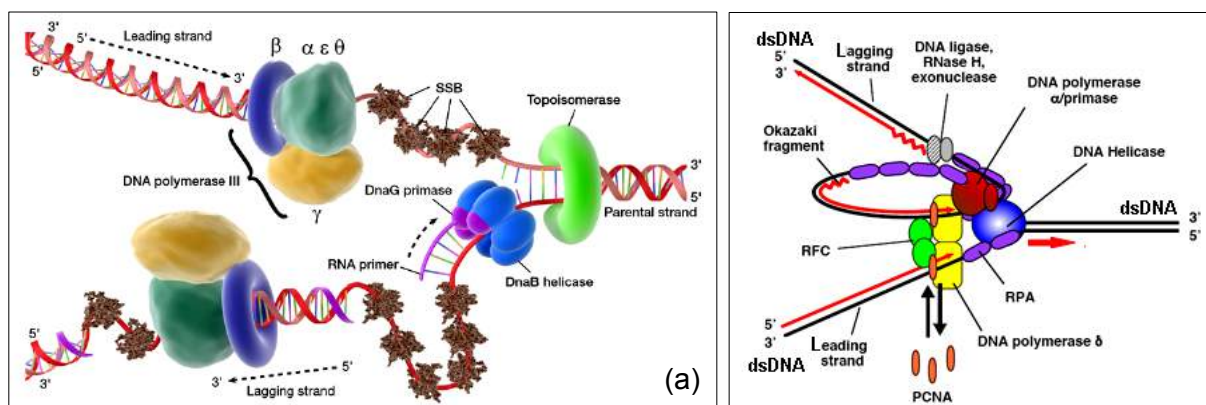 3'
5'
Leading strand
5'
3'
β
α ε θ
SSB
Topoisomerase
DNA polymerase III
γ
DnaG primase
RNA primer
DnaB helicase
3'
5'
Parental strand
5'
3'
3'
Lagging strand
5'
(a)
dsDNA
5'
3'
Lagging
strand
DNA ligase,
RNase H,
exonuclease
DNA polymerase
α/primase
Okazaki
fragment
DNA Helicase
dsDNA
3'
5'
RFC
RPA
5'
3'
dsDNA
Leading
strand
DNA polymerase δ
PCNA